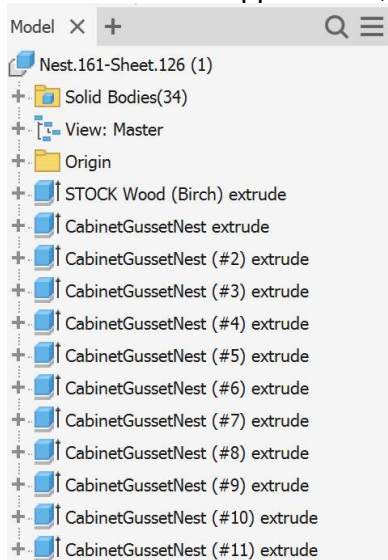 Model
Nest.161-Sheet.126 (1)
Solid Bodies(34)
View: Master
Origin
STOCK Wood (Birch) extrude
CabinetGussetNest extrude
CabinetGussetNest (#2) extrude
CabinetGussetNest (#3) extrude
CabinetGussetNest (#4) extrude
CabinetGussetNest (#5) extrude
CabinetGussetNest (#6) extrude
CabinetGussetNest (#7) extrude
CabinetGussetNest (#8) extrude
CabinetGussetNest (#9) extrude
CabinetGussetNest (#10) extrude
CabinetGussetNest (#11) extrude